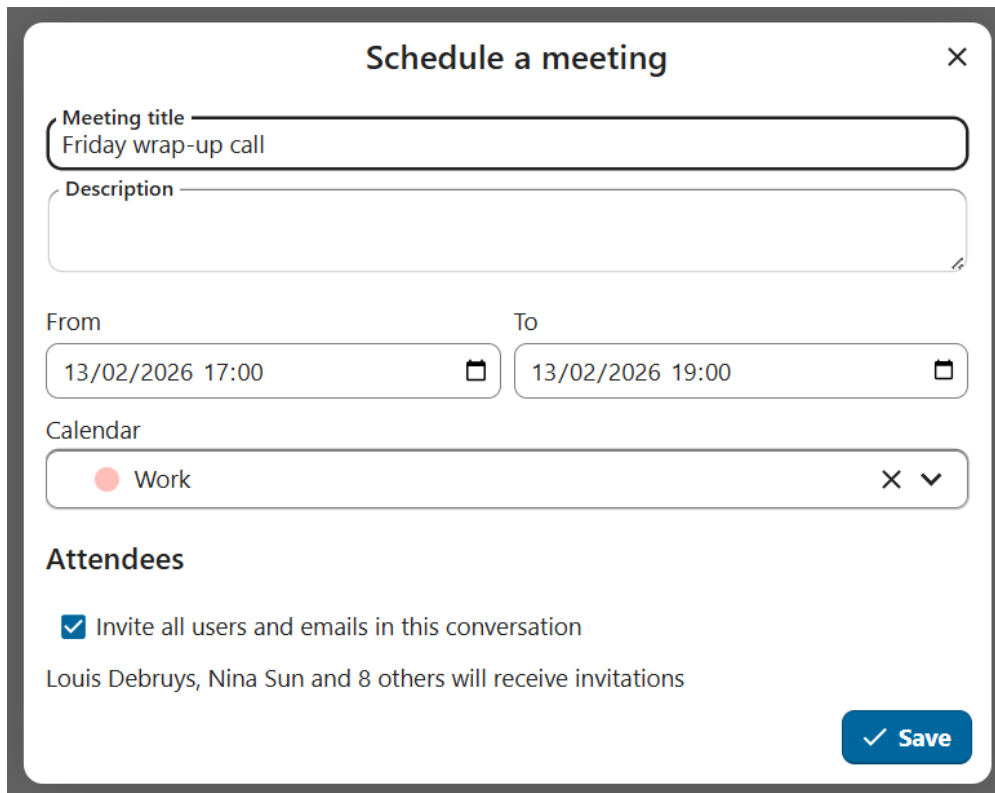 Schedule a meeting
Meeting title
Friday wrap-up call
Description
From
To
13/02/2026 17:00
13/02/2026 19:00
Calendar
Work
Attendees
Invite all users and emails in this conversation
Louis Debruys, Nina Sun and 8 others will receive invitations
Save